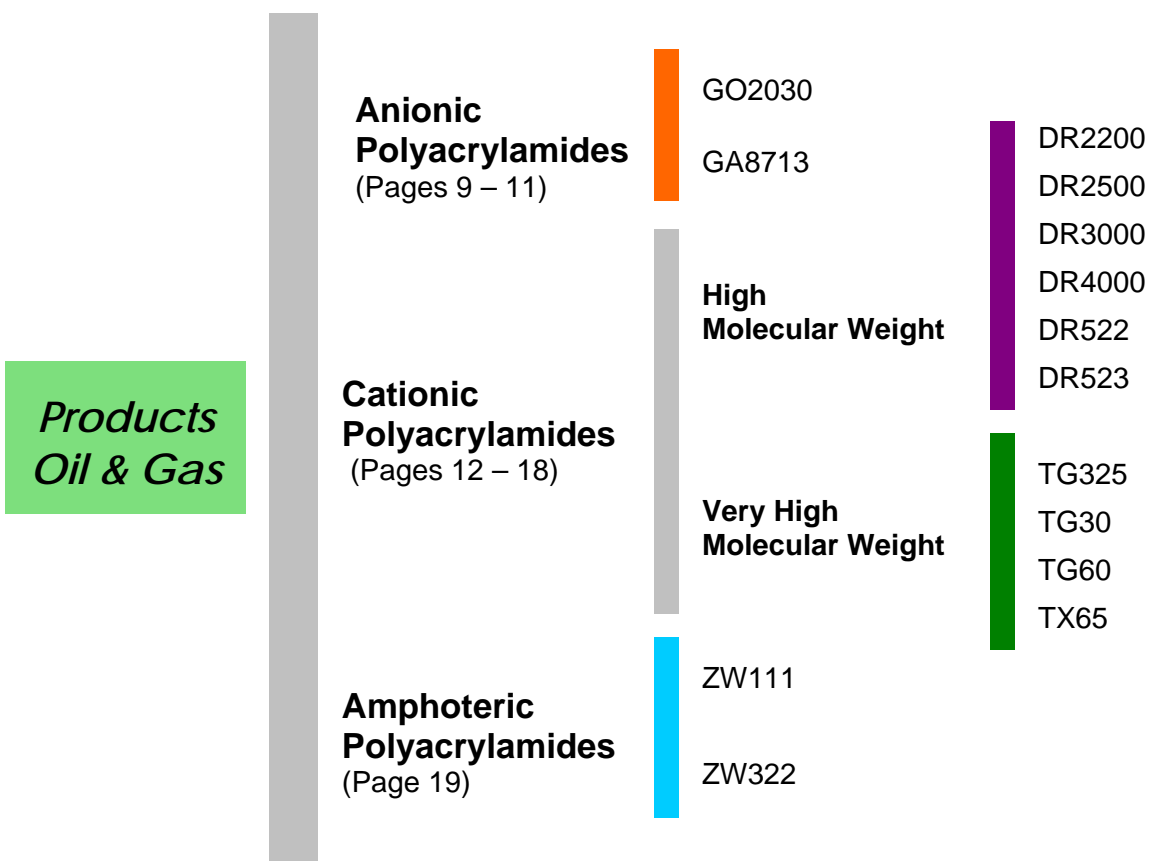 Products
Oil & Gas
Anionic
Polyacrylamides
(Pages 9 – 11)
GO2030
GA8713
Cationic
Polyacrylamides
(Pages 12 – 18)
High
Molecular Weight
DR2200
DR2500
DR3000
DR4000
DR522
DR523
Very High
Molecular Weight
TG325
TG30
TG60
TX65
Amphoteric
Polyacrylamides
(Page 19)
ZW111
ZW322